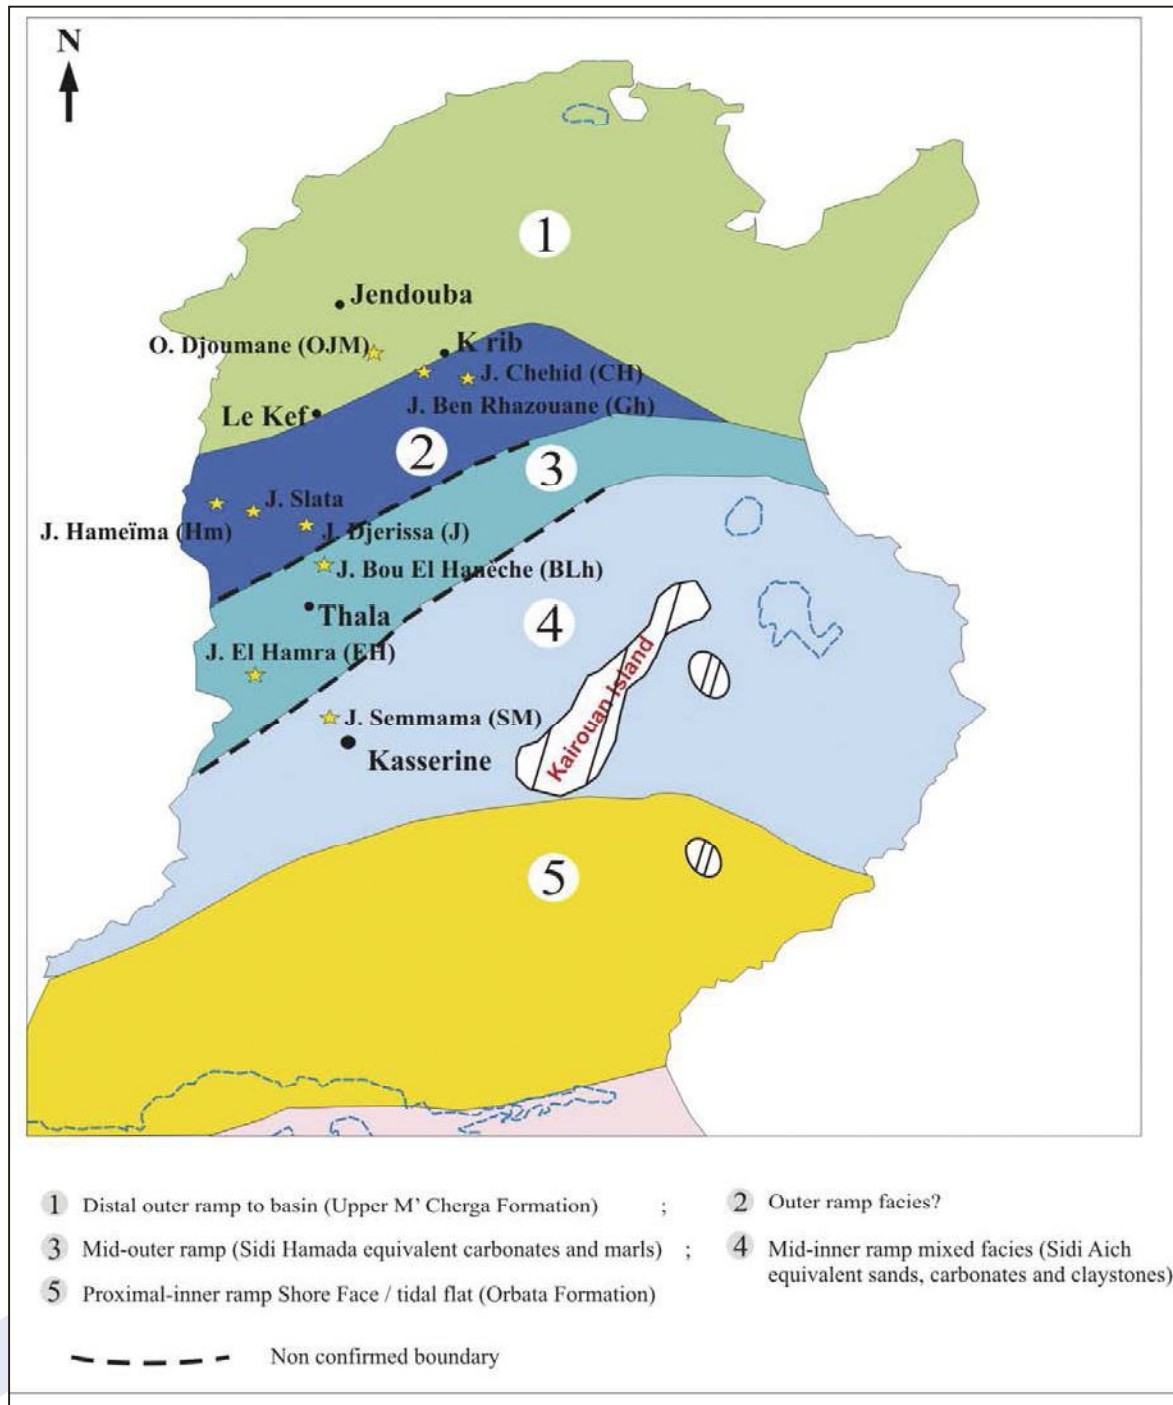 N
1
Jendouba
O. Djoumane (OJM)
K rib
J. Chehid (CH)
J. Ben Rhazouane (Gh)
Le Kef
2
3
J. Slata
J. Hameïma (Hm)
J. Djerissa (J)
J. Bou El Hanèche (BLh)
Thala
4
J. El Hamra (EH)
Kairouan Island
J. Semmama (SM)
Kasserine
5
1 Distal outer ramp to basin (Upper M' Cherga Formation) ; 2 Outer ramp facies?
3 Mid-outer ramp (Sidi Hamada equivalent carbonates and marls) ; 4 Mid-inner ramp mixed facies (Sidi Aich
equivalent sands, carbonates and claystones)
5 Proximal-inner ramp Shore Face / tidal flat (Orbata Formation)
Non confirmed boundary